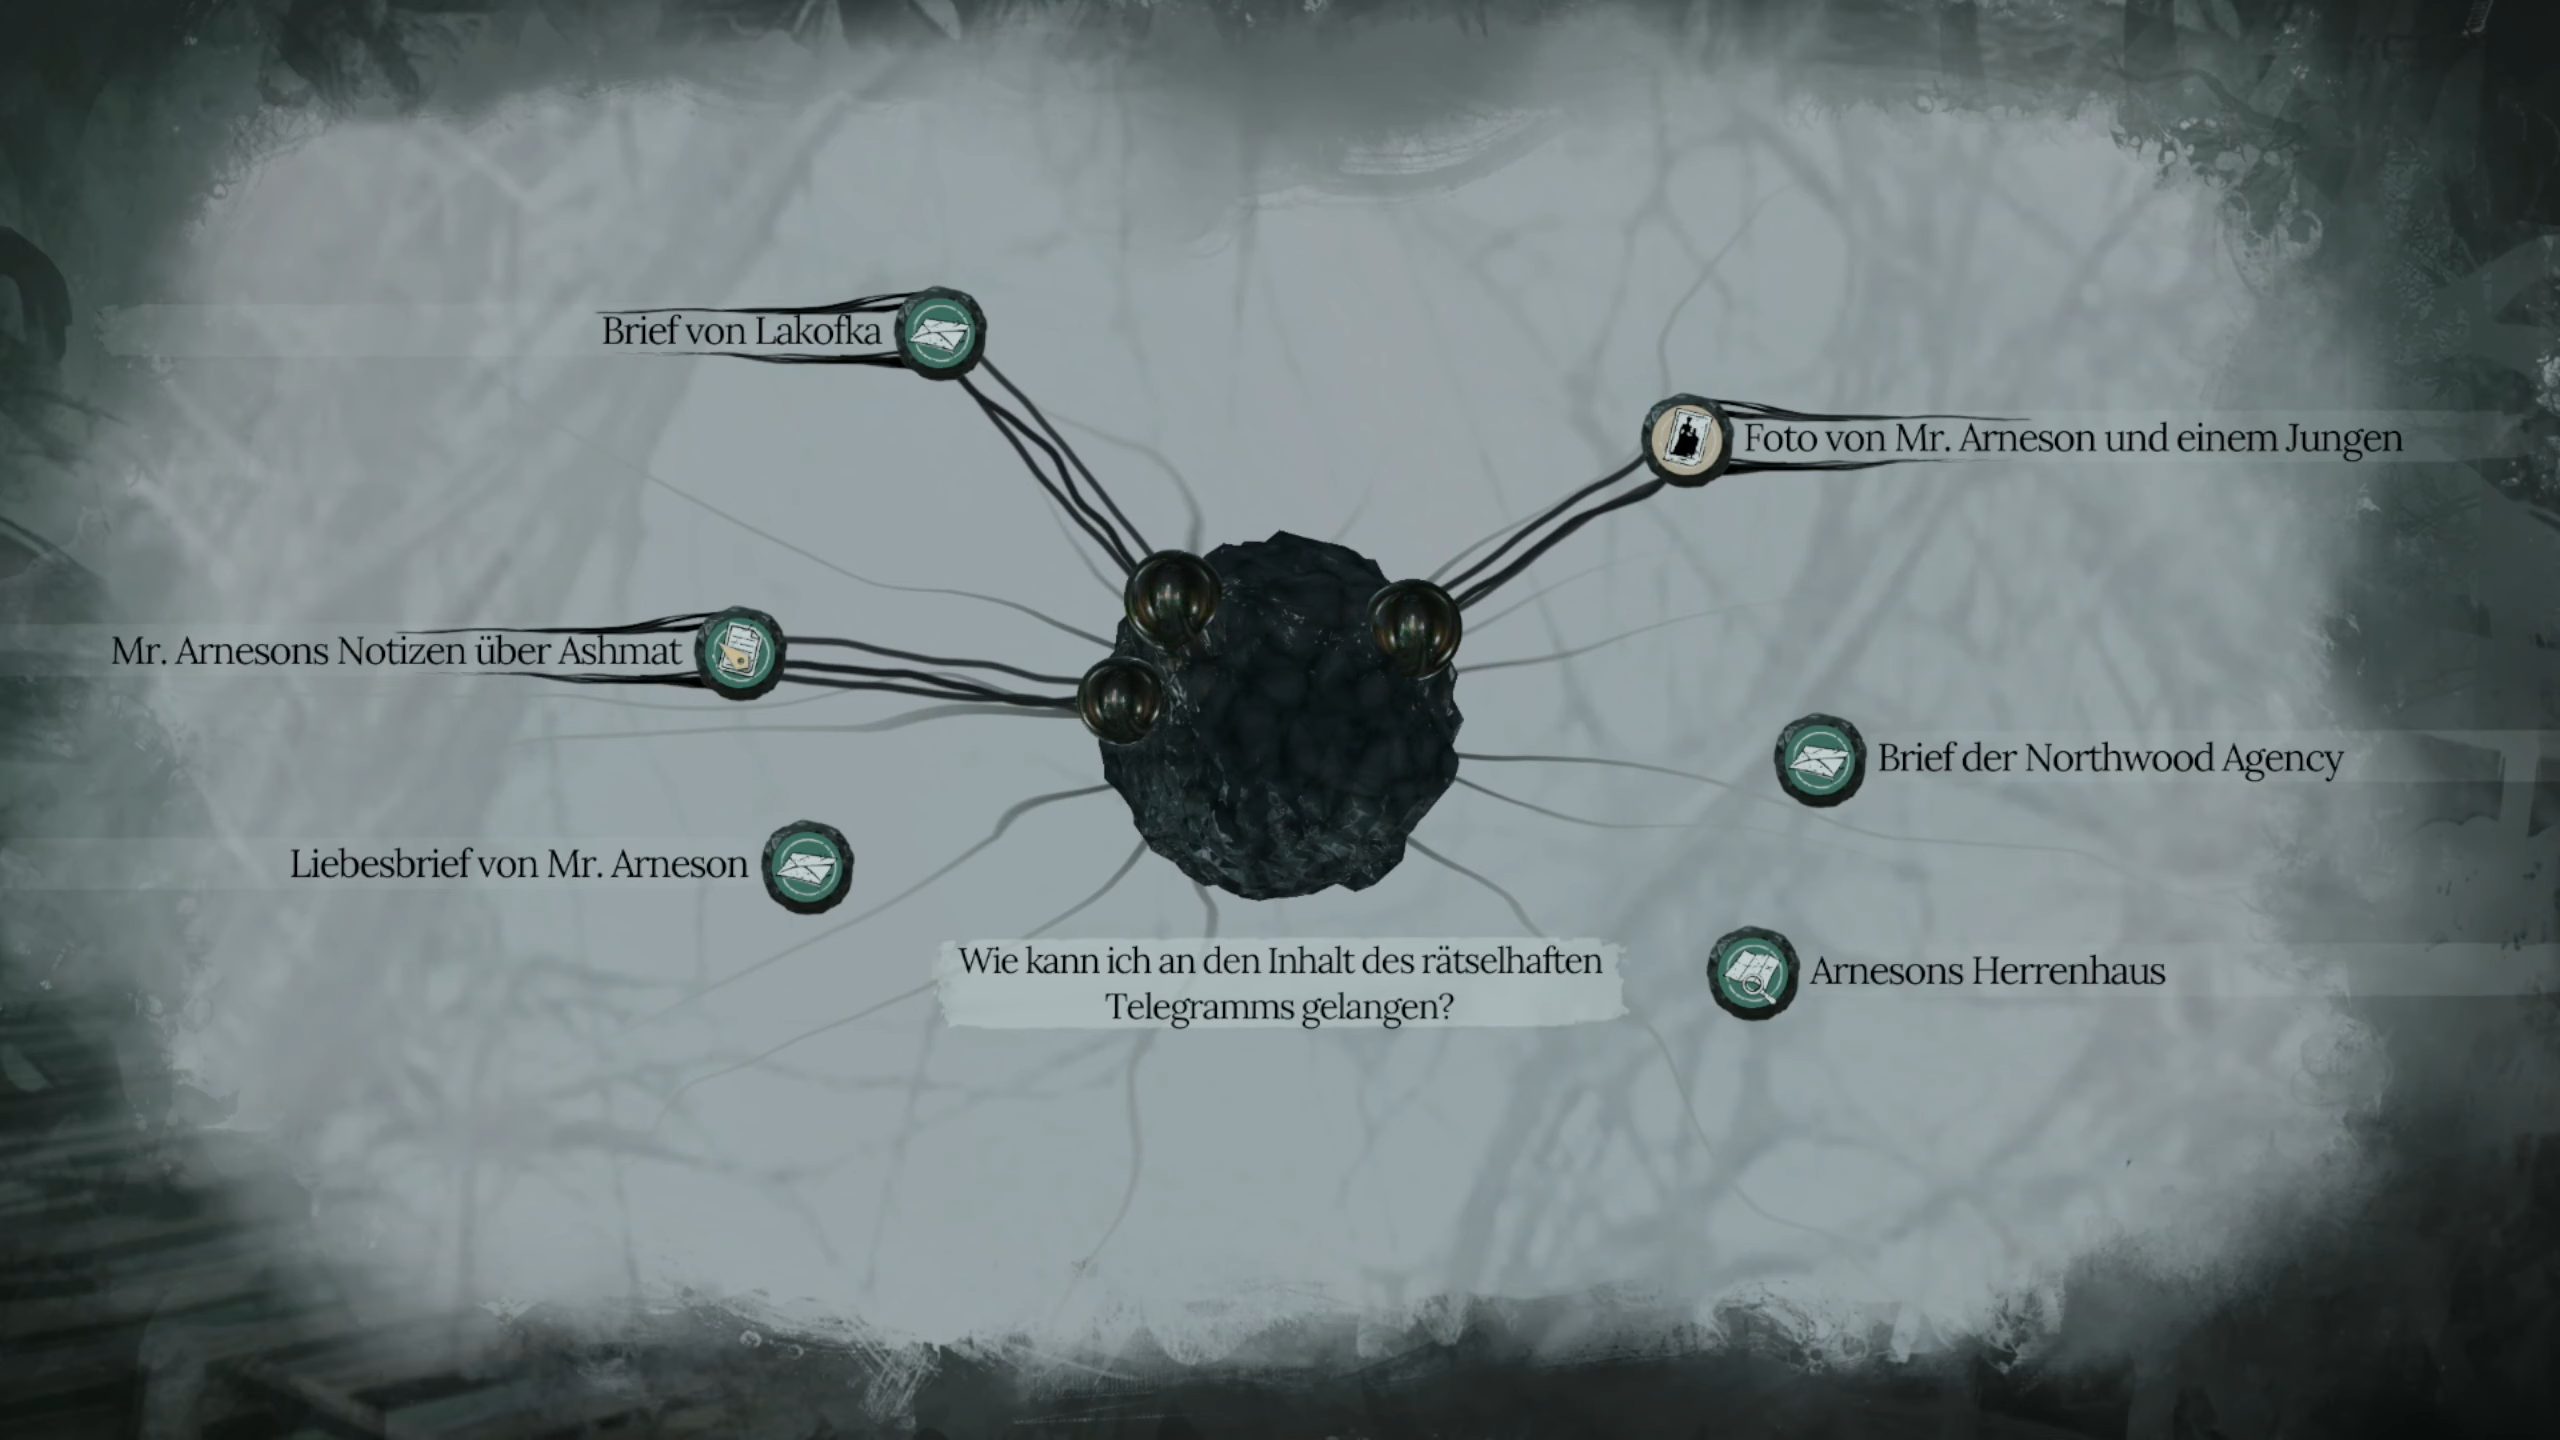 Brief von Lakofka
Foto von Mr. Arneson und einem Jungen
Mr. Arnesons Notizen über Ashmat
Brief der Northwood Agency
Liebesbrief von Mr. Arneson
Wie kann ich an den Inhalt des rätselhaften
Telegramms gelangen?
Arnesons Herrenhaus